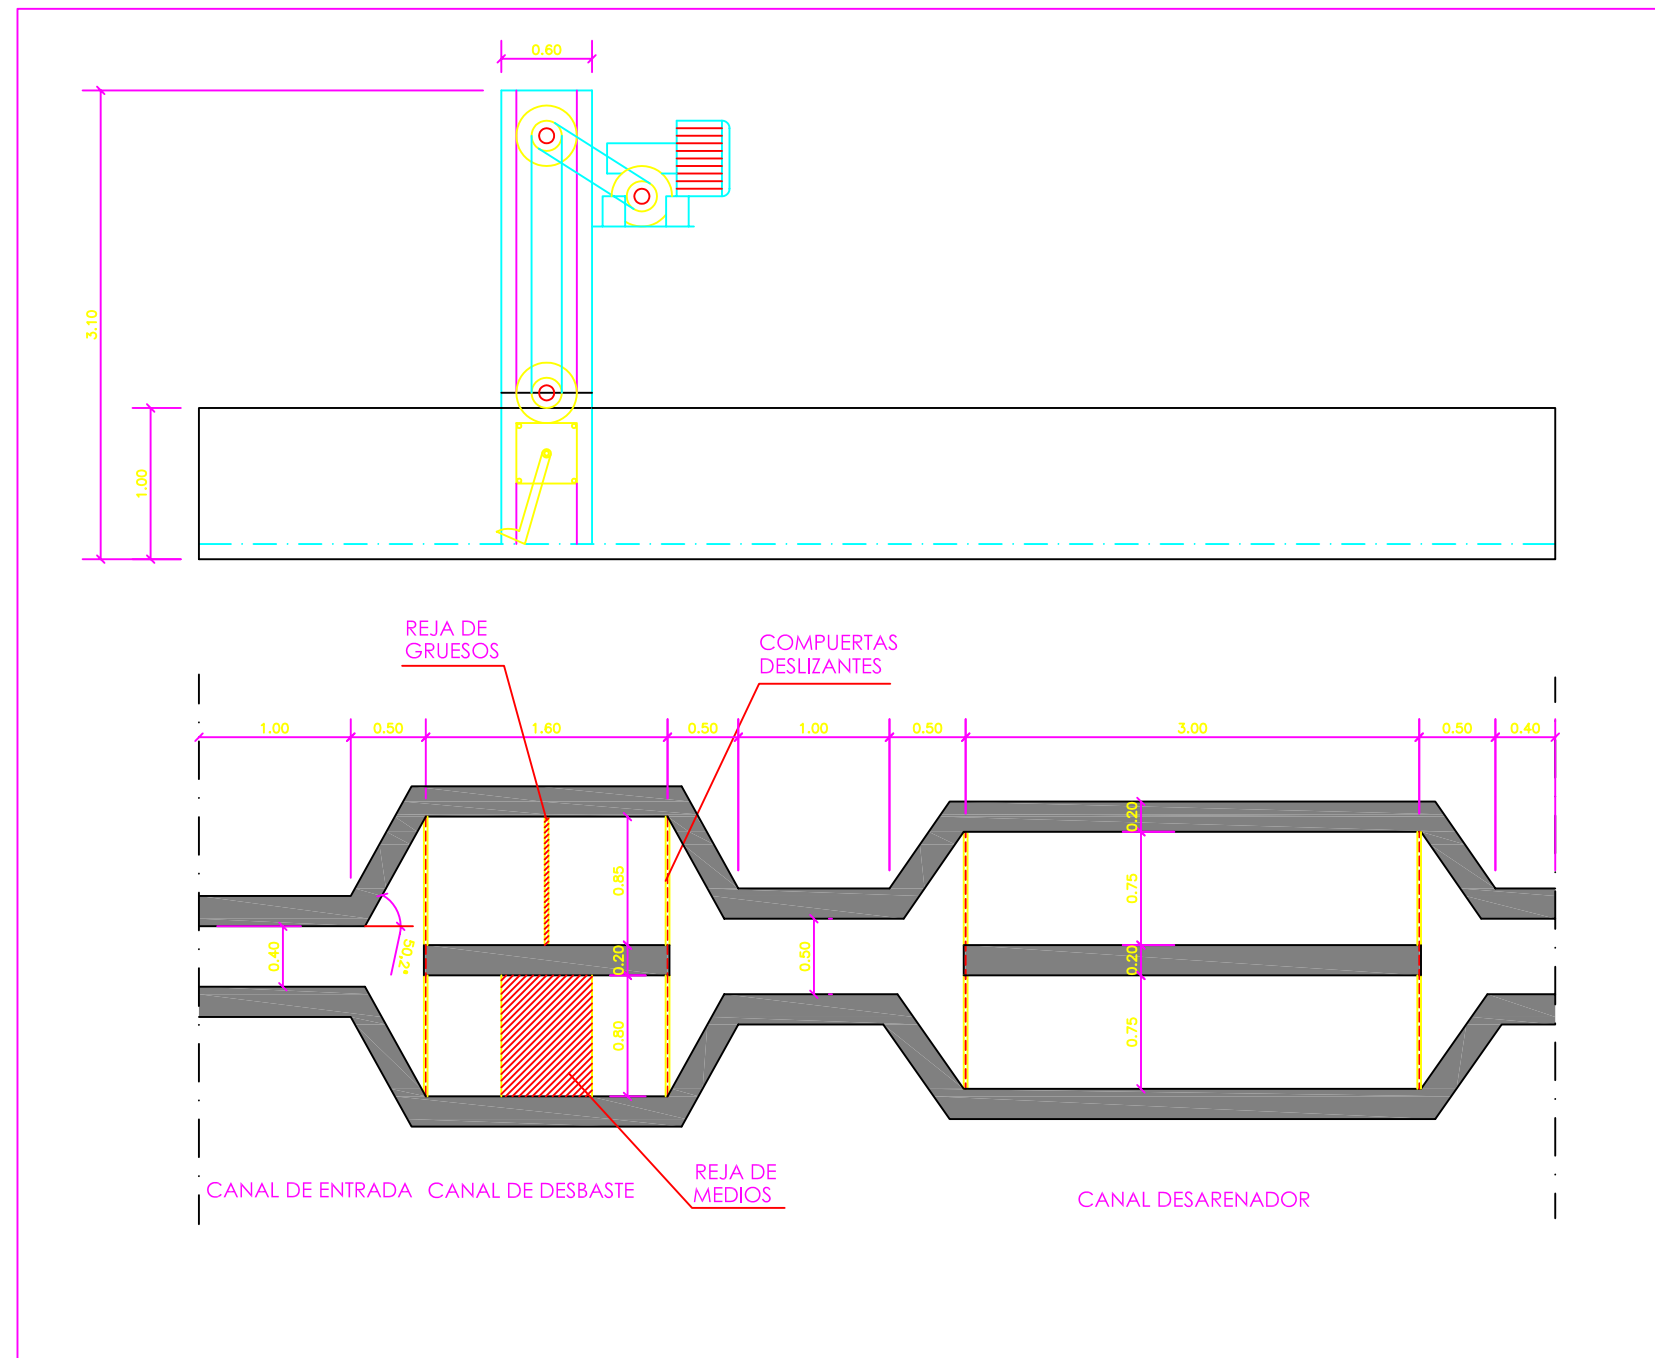 0.60
3.10
1.00
REJA DE
GRUESOS
COMPUERTAS
DESLIZANTES
1.00
0.50
1.60
0.50
1.00
0.50
3.00
0.50
0.40
0.20
0.85
0.75
0.40
50,2°
0.20
0.50
0.20
0.80
0.75
REJA DE
MEDIOS
CANAL DE ENTRADA
CANAL DE DESBASTE
CANAL DESARENADOR